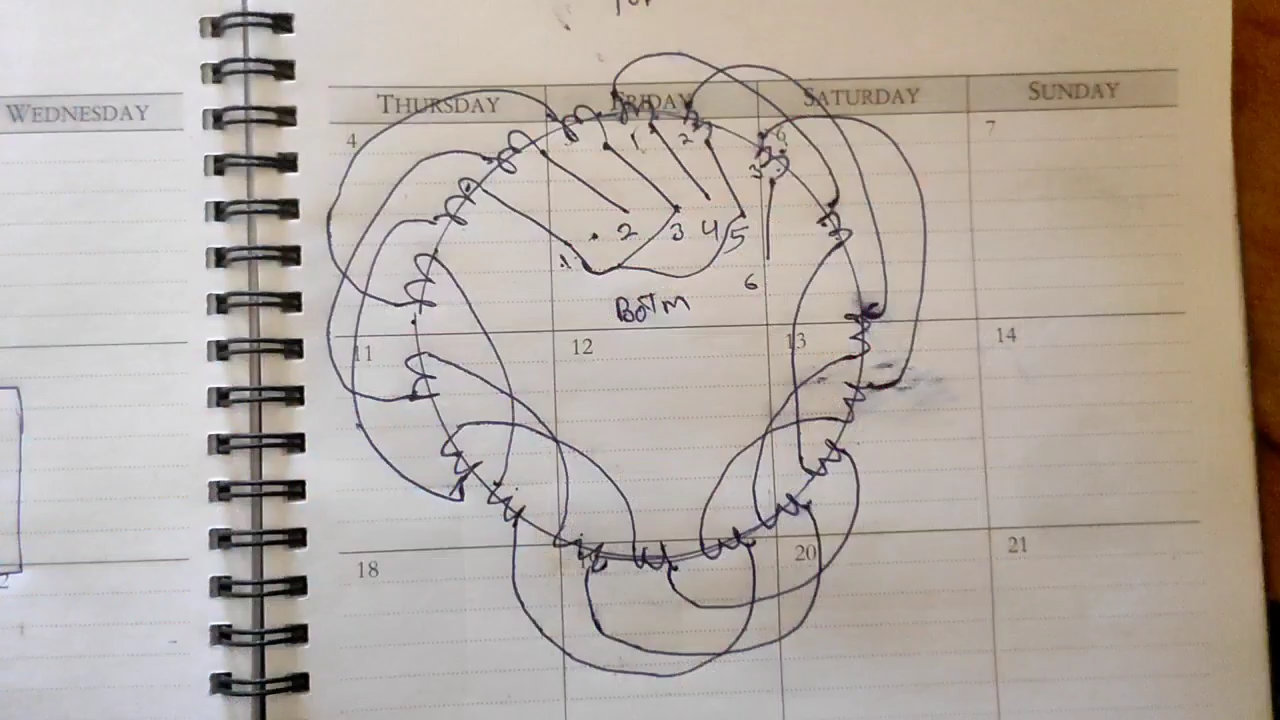 WEDNESDAY THURSDAY FRIDAY SATURDAY SUNDAY
4 6 7
1 2
3
2 3 4 5
6
BOTM
11 12 13 14
18 20 21